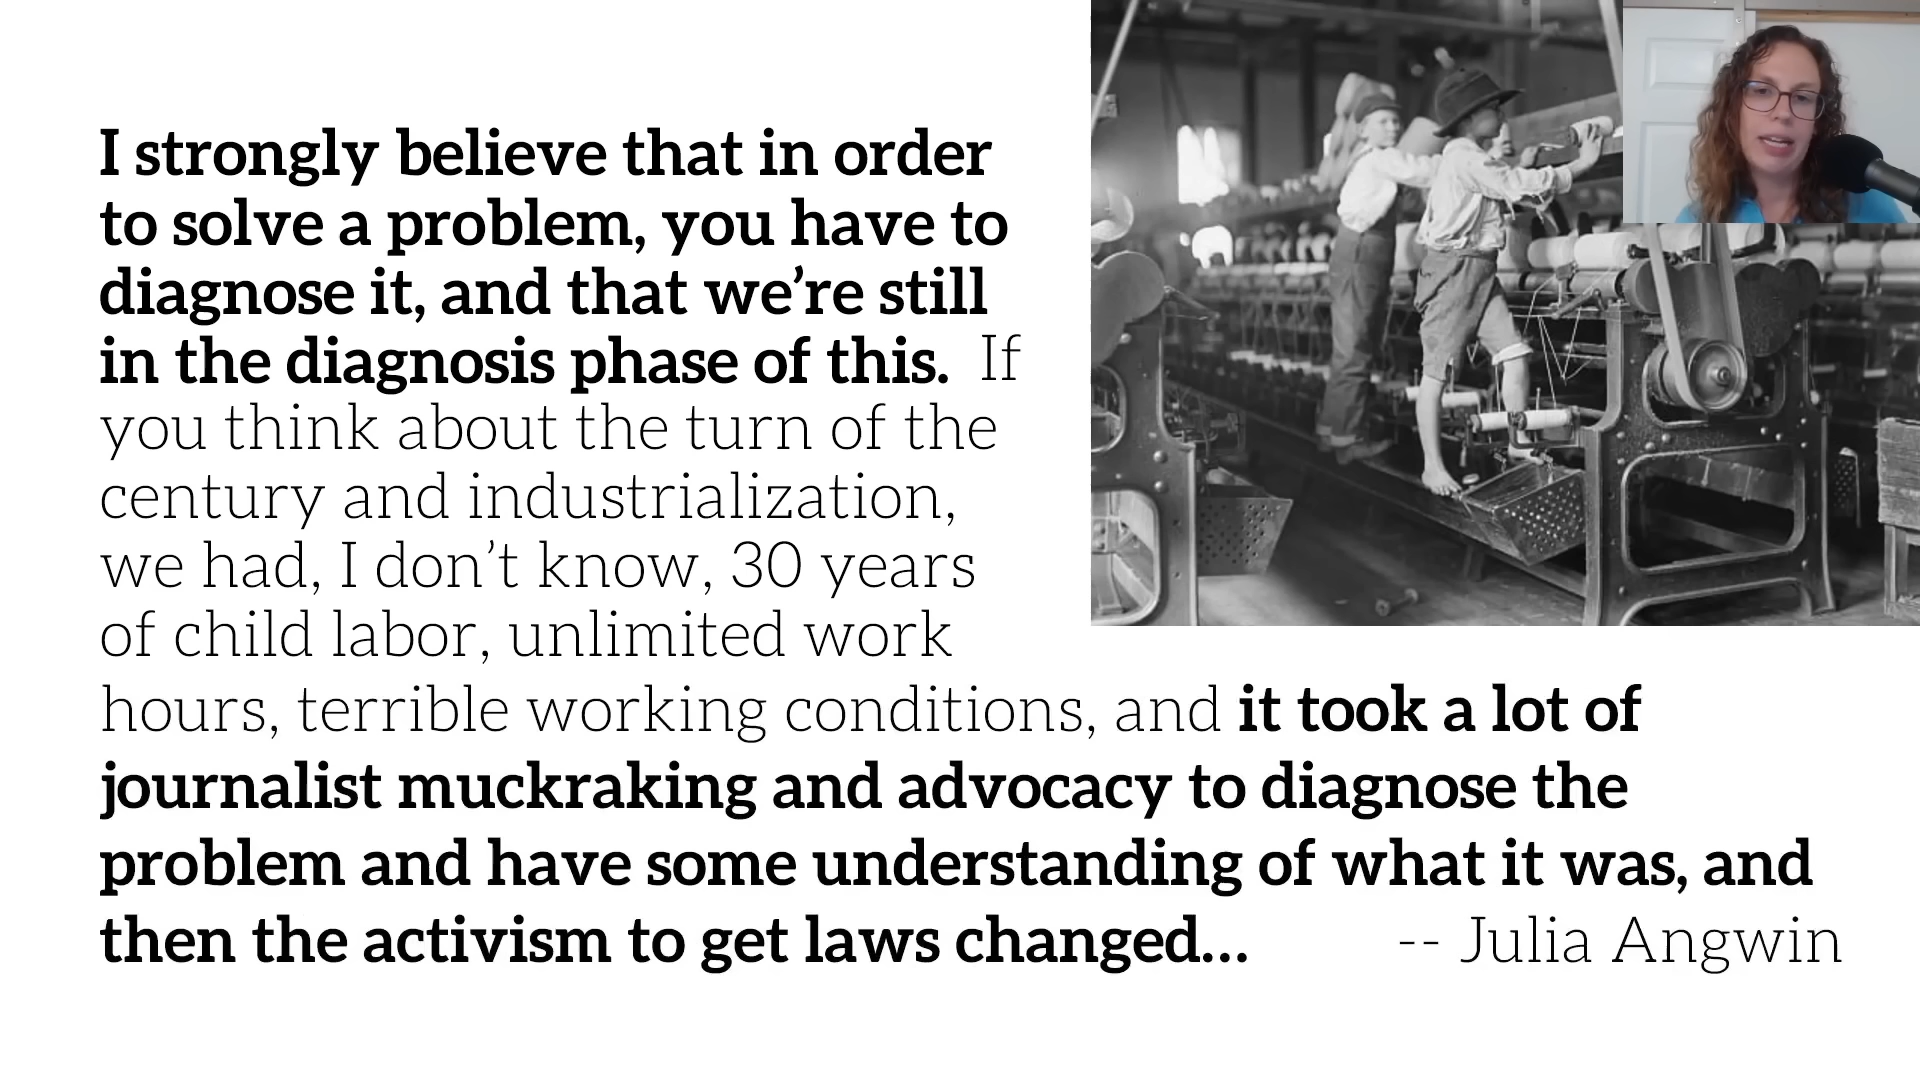 I strongly believe that in order
to solve a problem, you have to
diagnose it, and that we’re still
in the diagnosis phase of this. If
you think about the turn of the
century and industrialization,
we had, I don’t know, 30 years
of child labor, unlimited work
hours, terrible working conditions, and it took a lot of
journalist muckraking and advocacy to diagnose the
problem and have some understanding of what it was, and
then the activism to get laws changed… -- Julia Angwin